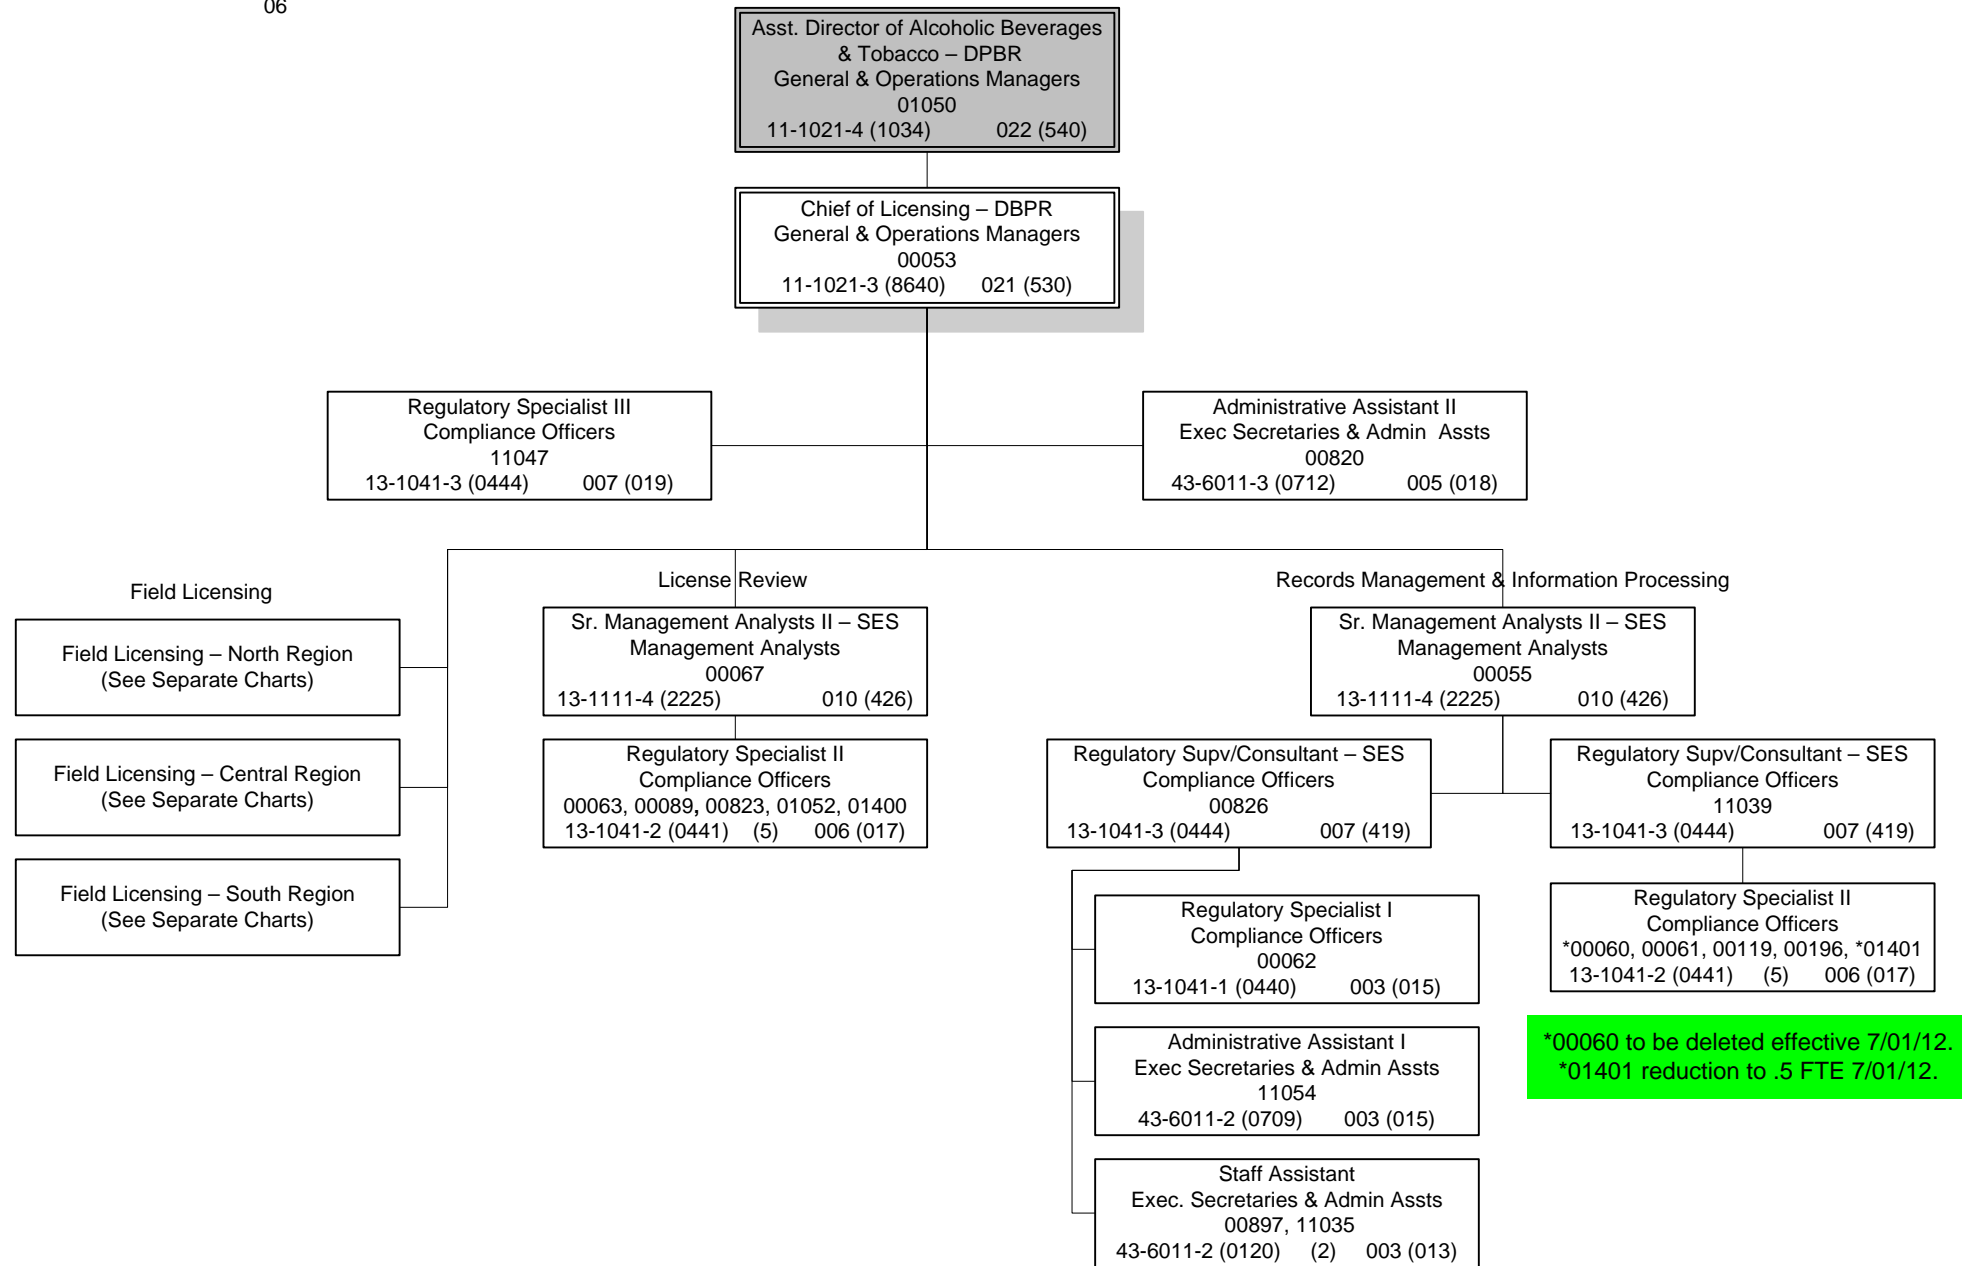 06
Asst. Director of Alcoholic Beverages
& Tobacco – DPBR
General & Operations Managers
01050
11-1021-4 (1034) 022 (540)
Chief of Licensing – DBPR
General & Operations Managers
00053
11-1021-3 (8640) 021 (530)
Regulatory Specialist III
Compliance Officers
11047
13-1041-3 (0444) 007 (019)
Administrative Assistant II
Exec Secretaries & Admin Assts
00820
43-6011-3 (0712) 005 (018)
Field Licensing
Field Licensing – North Region
(See Separate Charts)
Field Licensing – Central Region
(See Separate Charts)
Field Licensing – South Region
(See Separate Charts)
License Review
Sr. Management Analysts II – SES
Management Analysts
00067
13-1111-4 (2225) 010 (426)
Regulatory Specialist II
Compliance Officers
00063, 00089, 00823, 01052, 01400
13-1041-2 (0441) (5) 006 (017)
Records Management & Information Processing
Sr. Management Analysts II – SES
Management Analysts
00055
13-1111-4 (2225) 010 (426)
Regulatory Supv/Consultant – SES
Compliance Officers
00826
13-1041-3 (0444) 007 (419)
Regulatory Specialist I
Compliance Officers
00062
13-1041-1 (0440) 003 (015)
Administrative Assistant I
Exec Secretaries & Admin Assts
11054
43-6011-2 (0709) 003 (015)
Staff Assistant
Exec. Secretaries & Admin Assts
00897, 11035
43-6011-2 (0120) (2) 003 (013)
Regulatory Supv/Consultant – SES
Compliance Officers
11039
13-1041-3 (0444) 007 (419)
Regulatory Specialist II
Compliance Officers
*00060, 00061, 00119, 00196, *01401
13-1041-2 (0441) (5) 006 (017)
*00060 to be deleted effective 7/01/12.
*01401 reduction to .5 FTE 7/01/12.